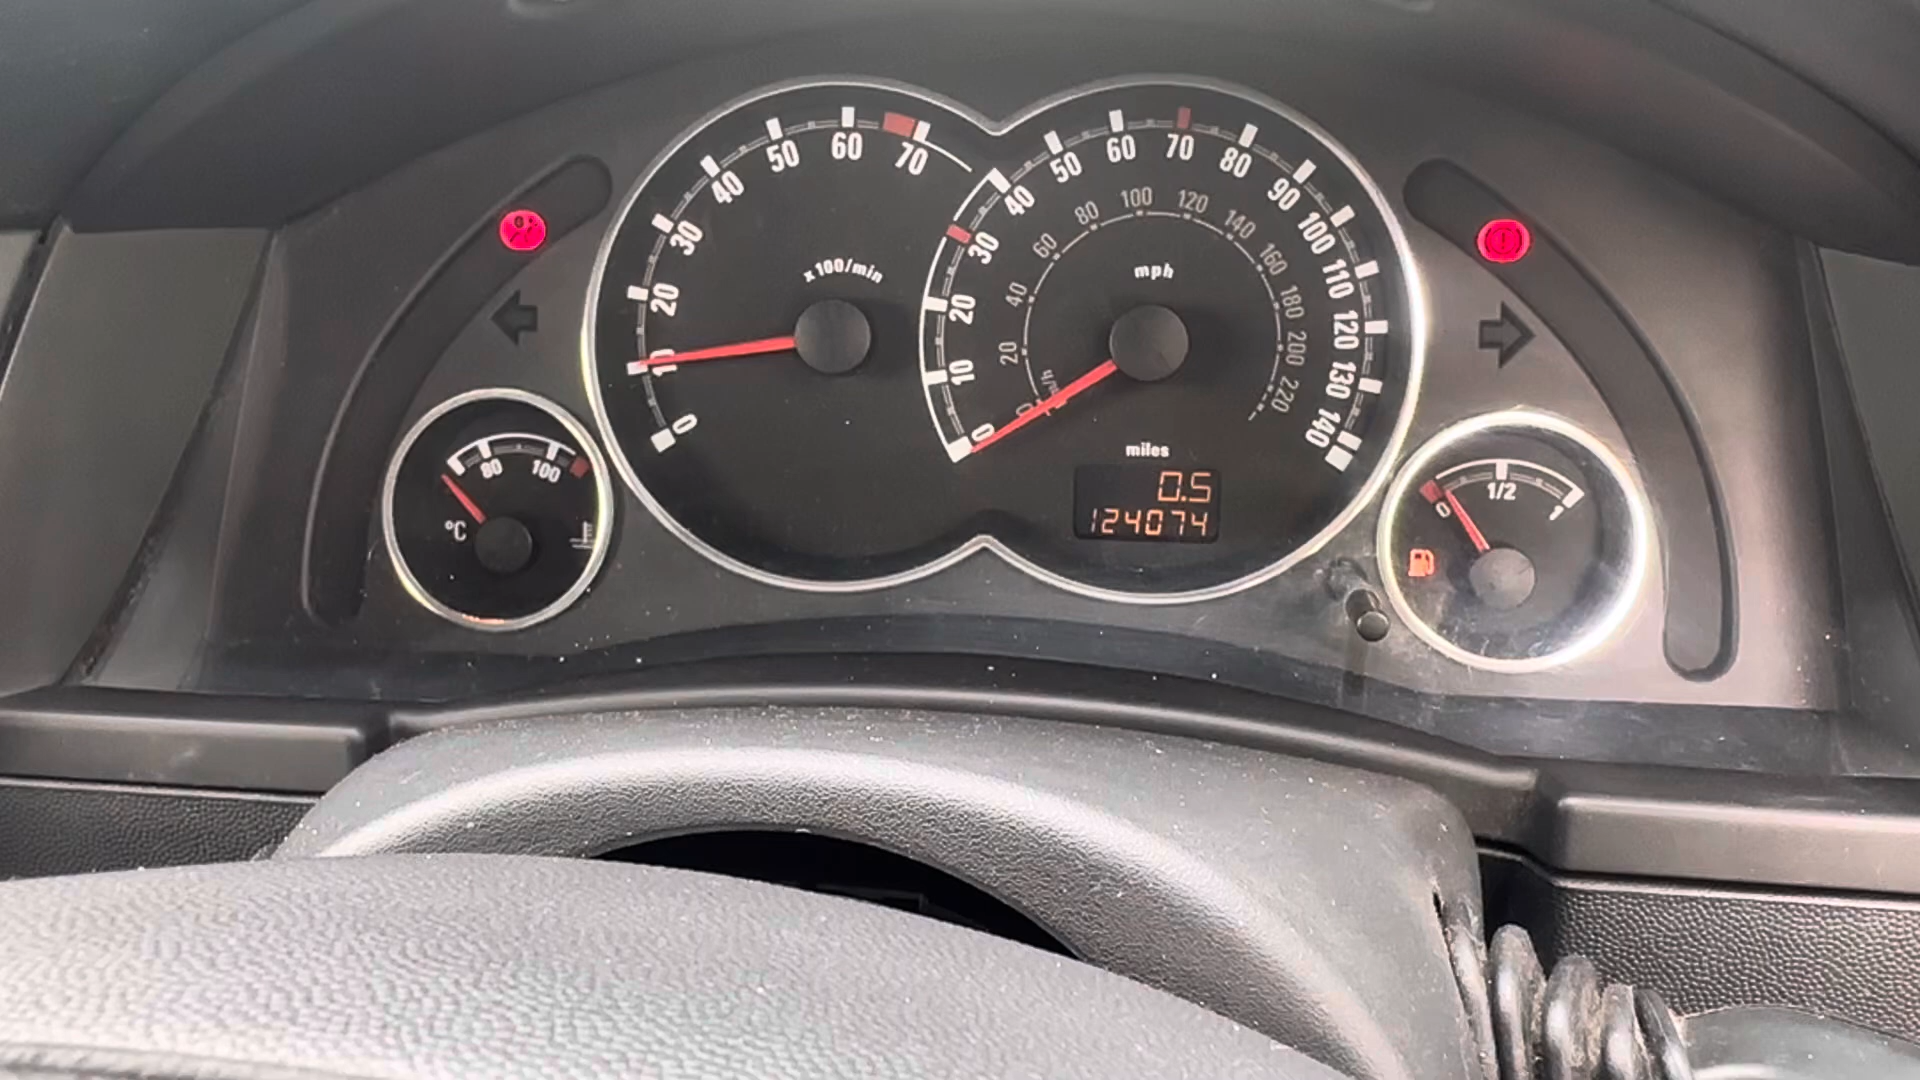 0 10 20 30 40 50 60 70
x100/min
0 10 20 30 40 50 60 70 80 90 100 110 120 130 140
mph
0 20 40 60 80 100 120 140 160 180 200 220
km/h
miles
0.5
124074
80 100
°C
0 1/2 1